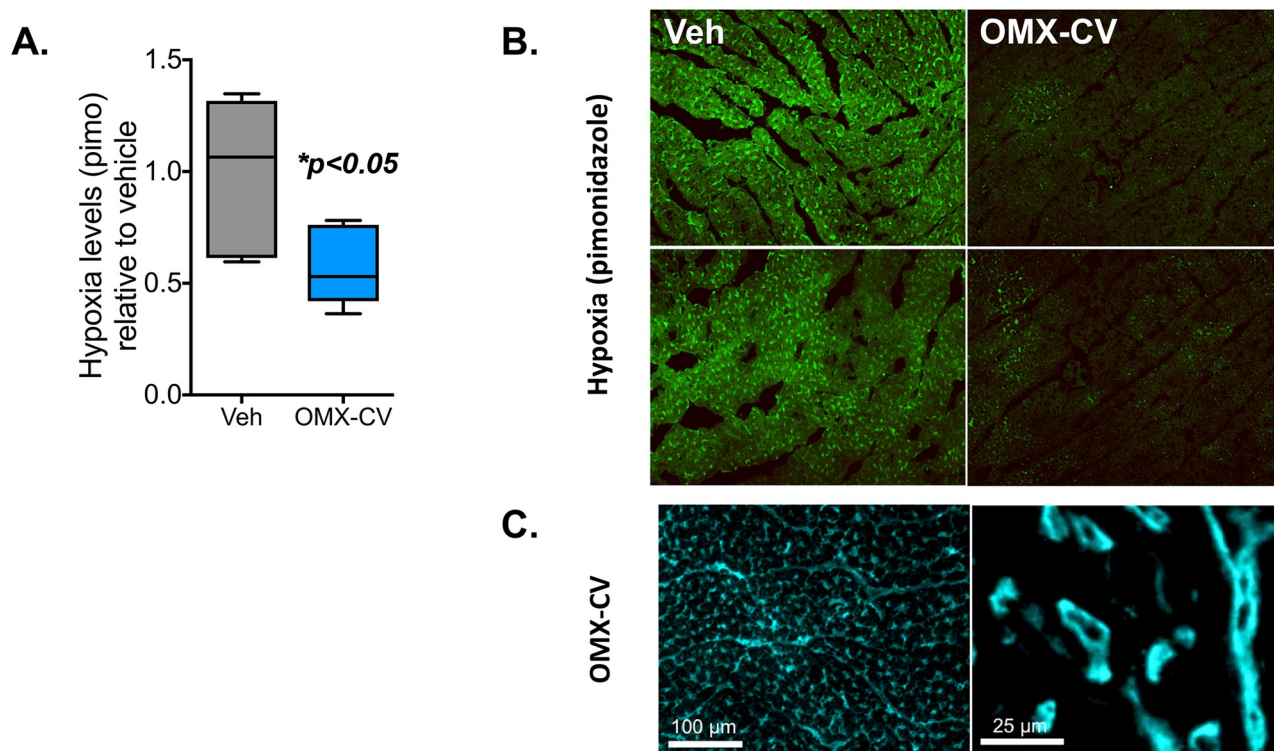 A.
Hypoxia levels (pimo)
relative to vehicle
1.5
1.0
0.5
0.0
*p<0.05
Veh
OMX-CV
B.
Hypoxia (pimonidazole)
Veh
OMX-CV
C.
OMX-CV
100 µm
25 µm